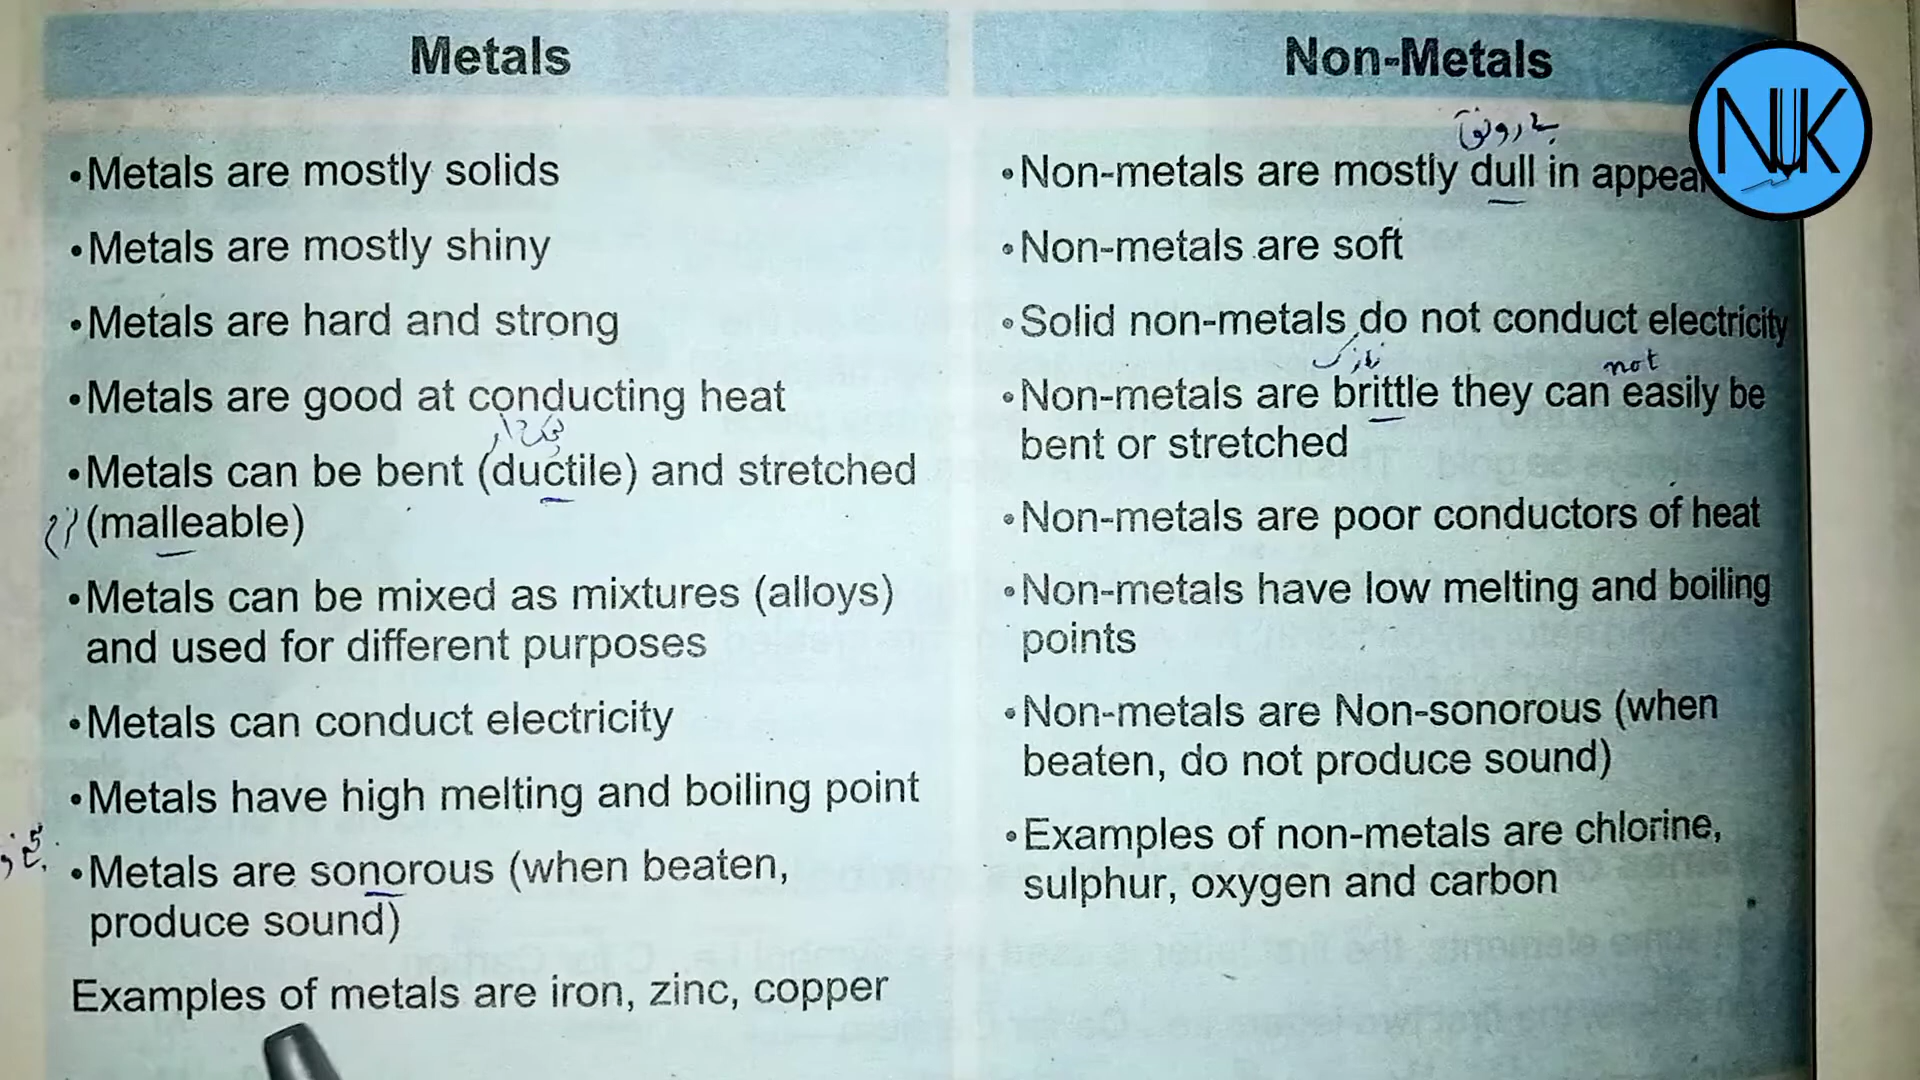 Metals
•Metals are mostly solids
•Metals are mostly shiny
•Metals are hard and strong
•Metals are good at conducting heat
•Metals can be bent (ductile) and stretched
(malleable)
•Metals can be mixed as mixtures (alloys)
and used for different purposes
•Metals can conduct electricity
•Metals have high melting and boiling point
•Metals are sonorous (when beaten,
produce sound)
Examples of metals are iron, zinc, copper
Non-Metals
NK
بے رونق
•Non-metals are mostly dull in appear
•Non-metals are soft
•Solid non-metals do not conduct electricity
نازک
not
•Non-metals are brittle they can easily be
bent or stretched
•Non-metals are poor conductors of heat
•Non-metals have low melting and boiling
points
•Non-metals are Non-sonorous (when
beaten, do not produce sound)
•Examples of non-metals are chlorine,
sulphur, oxygen and carbon